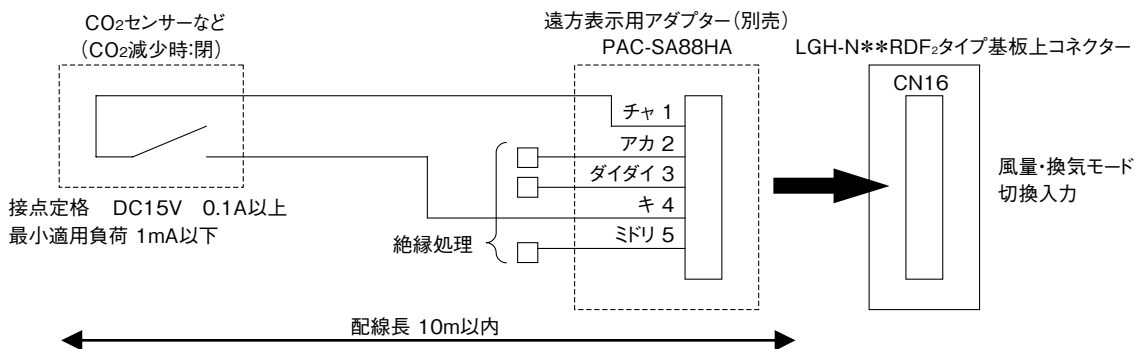 CO₂センサーなど
（CO₂減少時：閉）
遠方表示用アダプター（別売）
PAC-SA88HA
LGH-N**RDF₂タイプ基板上コネクター
CN16
チャ 1
アカ 2
ダイダイ 3
キ 4
ミドリ 5
絶縁処理
接点定格　DC15V　0.1A以上
最小適用負荷 1mA以下
風量・換気モード
切換入力
配線長 10m以内